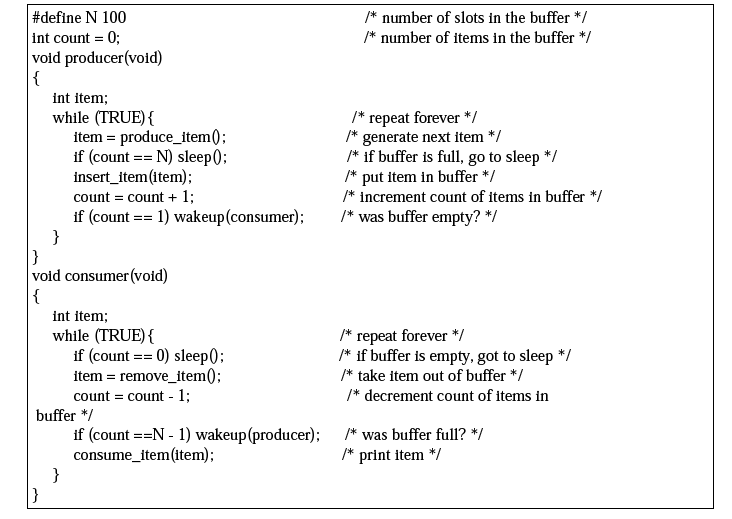 #define N 100 /* number of slots in the buffer */
int count = 0; /* number of items in the buffer */
void producer(void)
{
int item;
while (TRUE){ /* repeat forever */
item = produce_item(); /* generate next item */
if (count == N) sleep(); /* if buffer is full, go to sleep */
insert_item(item); /* put item in buffer */
count = count + 1; /* increment count of items in buffer */
if (count == 1) wakeup(consumer); /* was buffer empty? */
}
}
void consumer(void)
{
int item;
while (TRUE){ /* repeat forever */
if (count == 0) sleep(); /* if buffer is empty, got to sleep */
item = remove_item(); /* take item out of buffer */
count = count - 1; /* decrement count of items in
buffer */
if (count ==N - 1) wakeup(producer); /* was buffer full? */
consume_item(item); /* print item */
}
}